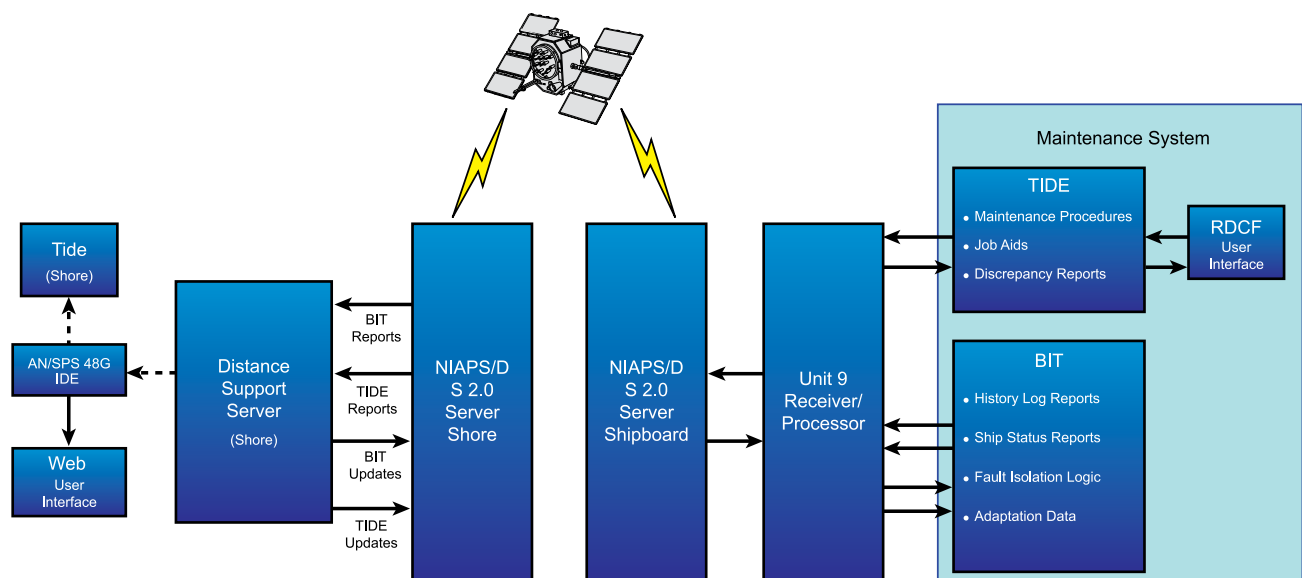 Maintenance System
TIDE
• Maintenance Procedures
• Job Aids
• Discrepancy Reports
RDCF
User
Interface
Tide
(Shore)
AN/SPS 48G
IDE
Web
User
Interface
Distance
Support
Server
(Shore)
BIT
Reports
TIDE
Reports
BIT
Updates
TIDE
Updates
NIAPS/D
S 2.0
Server
Shore
NIAPS/D
S 2.0
Server
Shipboard
Unit 9
Receiver/
Processor
BIT
• History Log Reports
• Ship Status Reports
• Fault Isolation Logic
• Adaptation Data